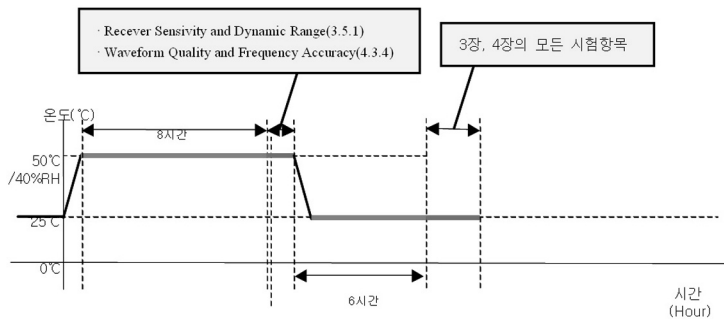 · Recever Sensivity and Dynamic Range(3.5.1)
· Waveform Quality and Frequency Accuracy(4.3.4)
3장, 4장의 모든 시험항목
온도(℃)
8시간
50℃
/40%RH
25℃
0℃
6시간
시간
(Hour)